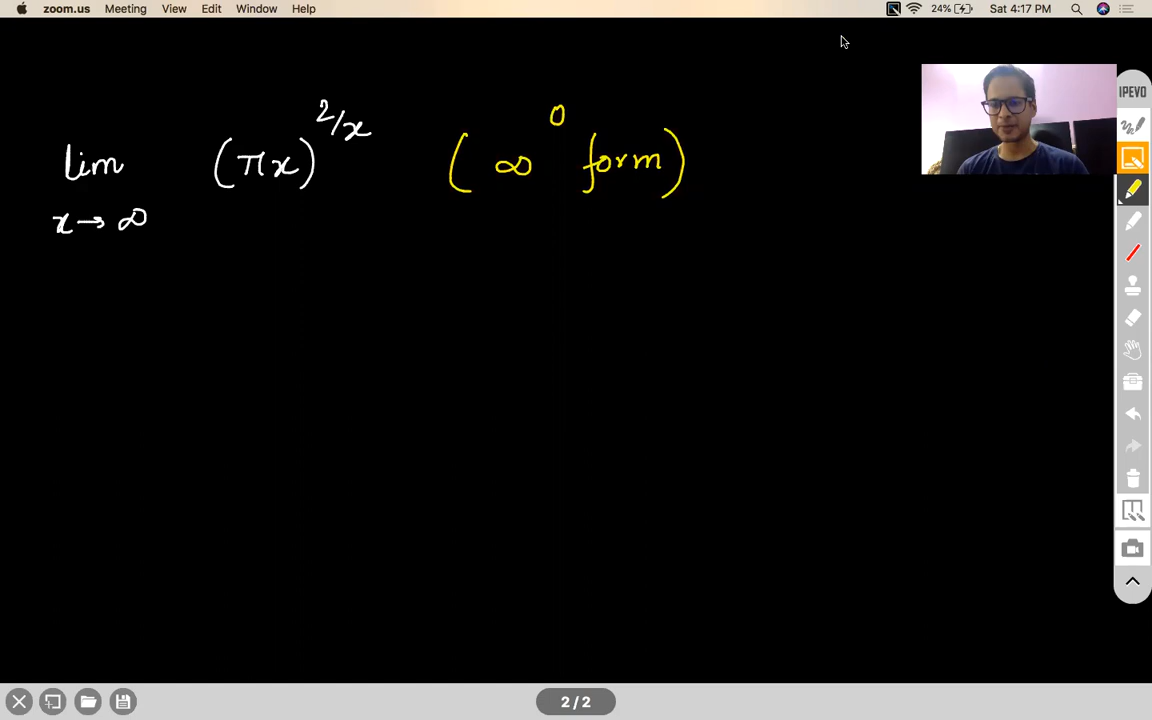 zoom.us Meeting View Edit Window Help 24% Sat 4:17 PM
IPEVO
lim (πx)^2/x ( ∞^0 form)
x → ∞
2 / 2